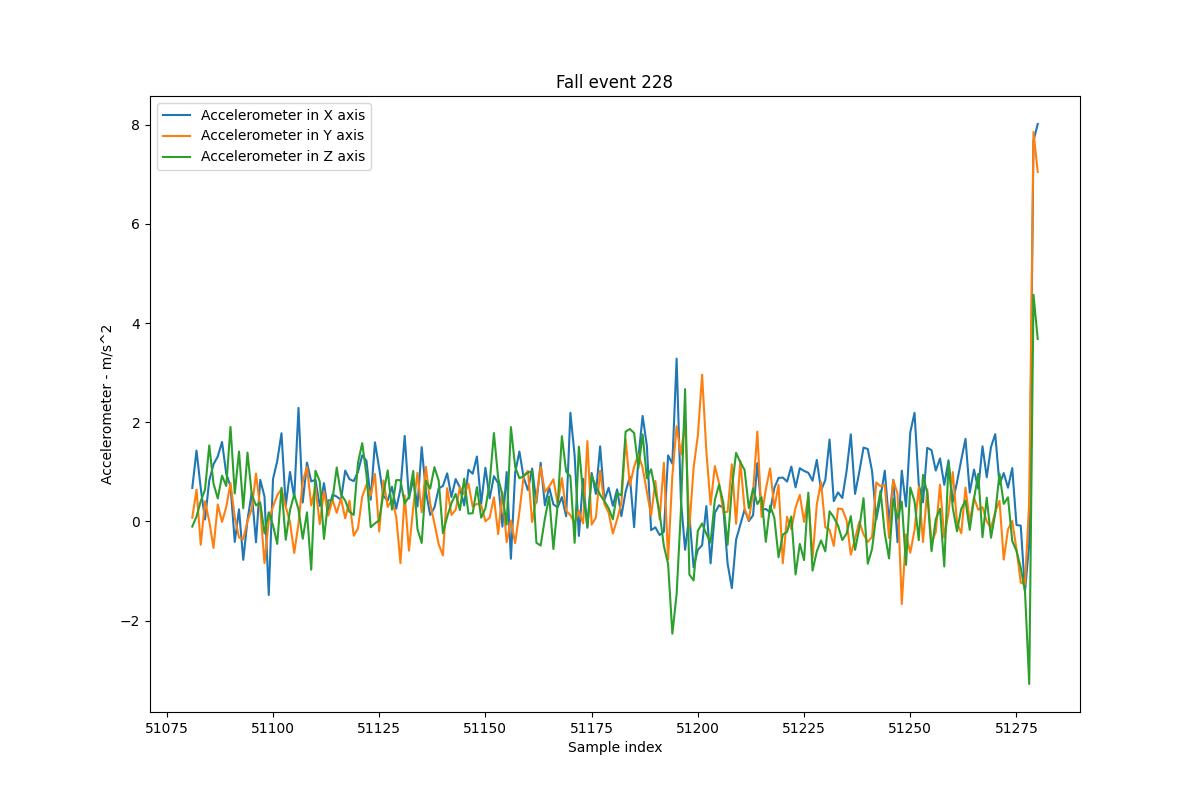 Fall event 228
Accelerometer in X axis
Accelerometer in Y axis
Accelerometer in Z axis
Accelerometer - m/s^2
8
6
4
2
0
−2
51075 51100 51125 51150 51175 51200 51225 51250 51275
Sample index